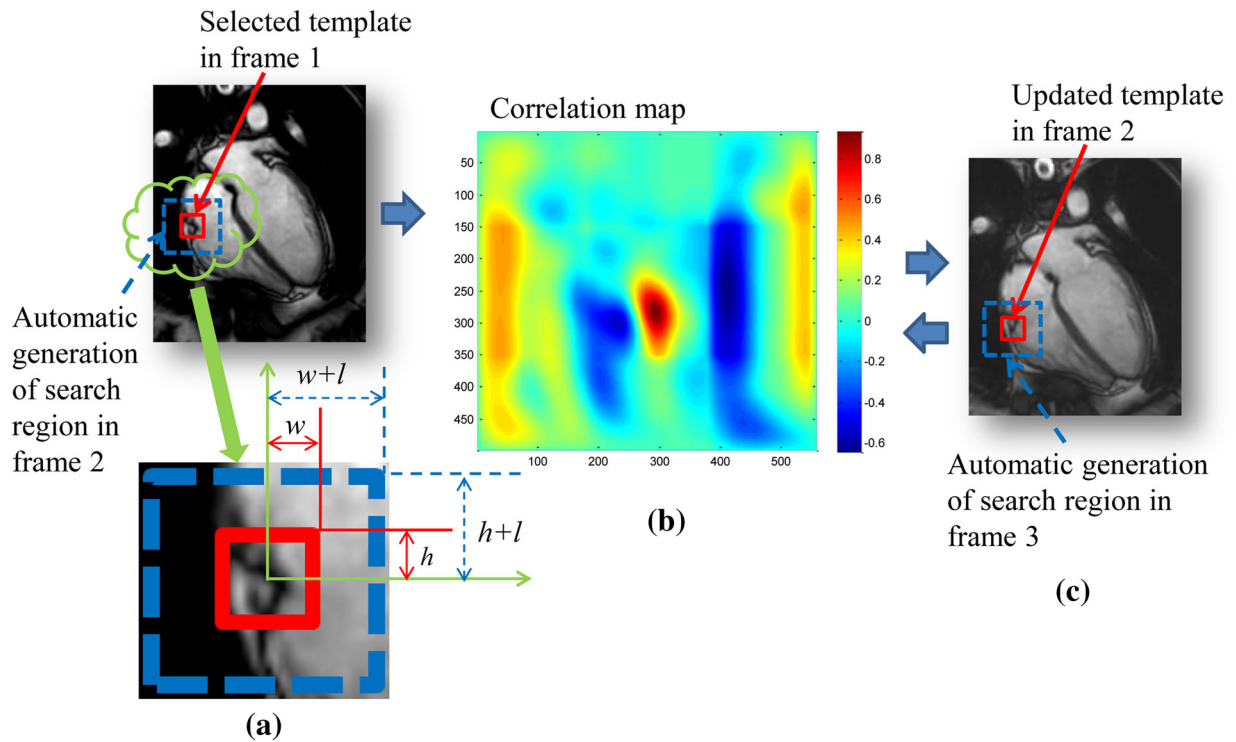 Selected template
in frame 1
Automatic
generation
of search
region in
frame 2
w+l
w
h+l
h
(a)
Correlation map
50
100
150
200
250
300
350
400
450
100
200
300
400
500
0.8
0.6
0.4
0.2
0
-0.2
-0.4
-0.6
(b)
Updated template
in frame 2
Automatic generation
of search region in
frame 3
(c)